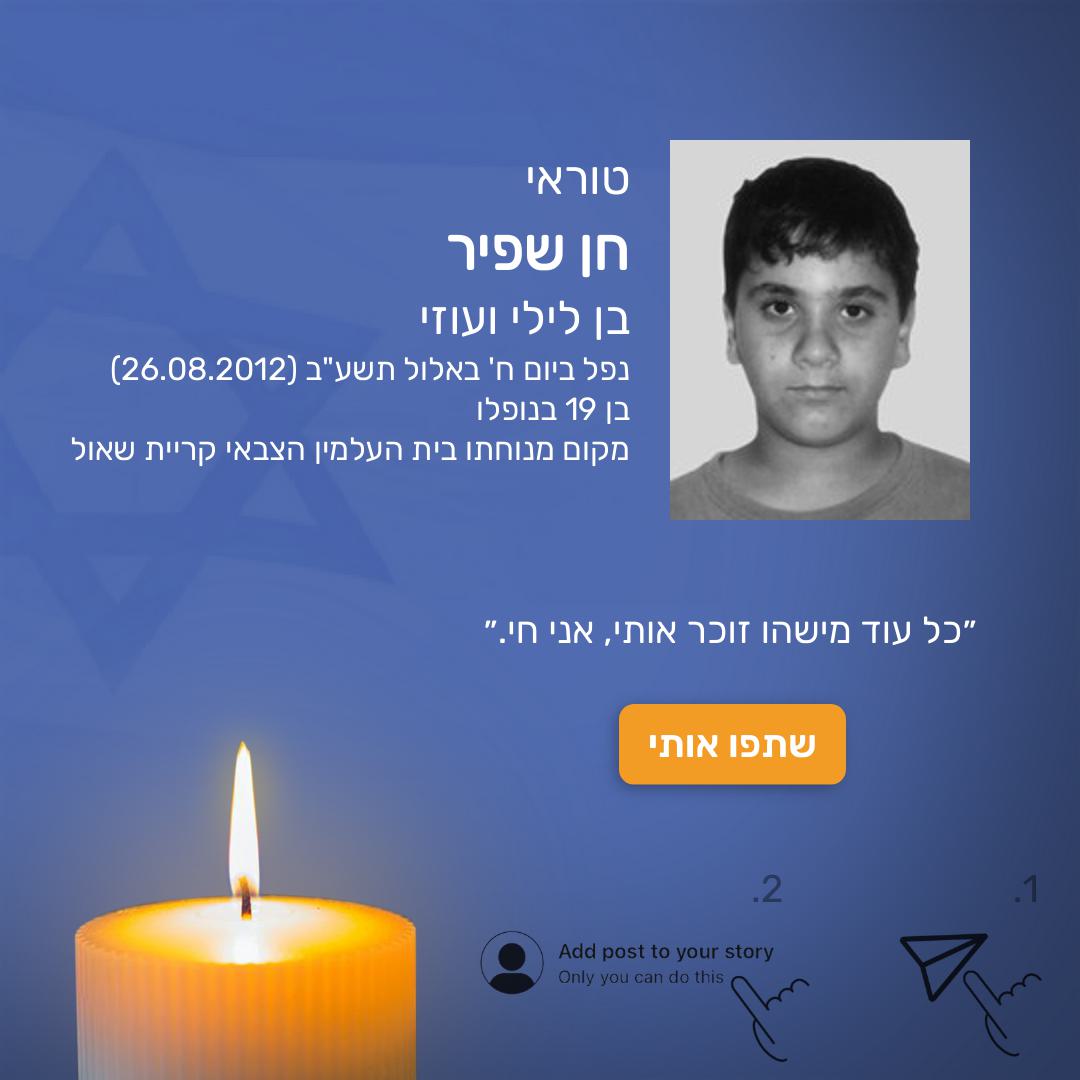 טוראי
חן שפיר
בן לילי ועוזי
נפל ביום ח' באלול תשע"ב (26.08.2012)
בן 19 בנופלו
מקום מנוחתו בית העלמין הצבאי קריית שאול
״כל עוד מישהו זוכר אותי, אני חי.״
שתפו אותי
1.
2.
Add post to your story
Only you can do this